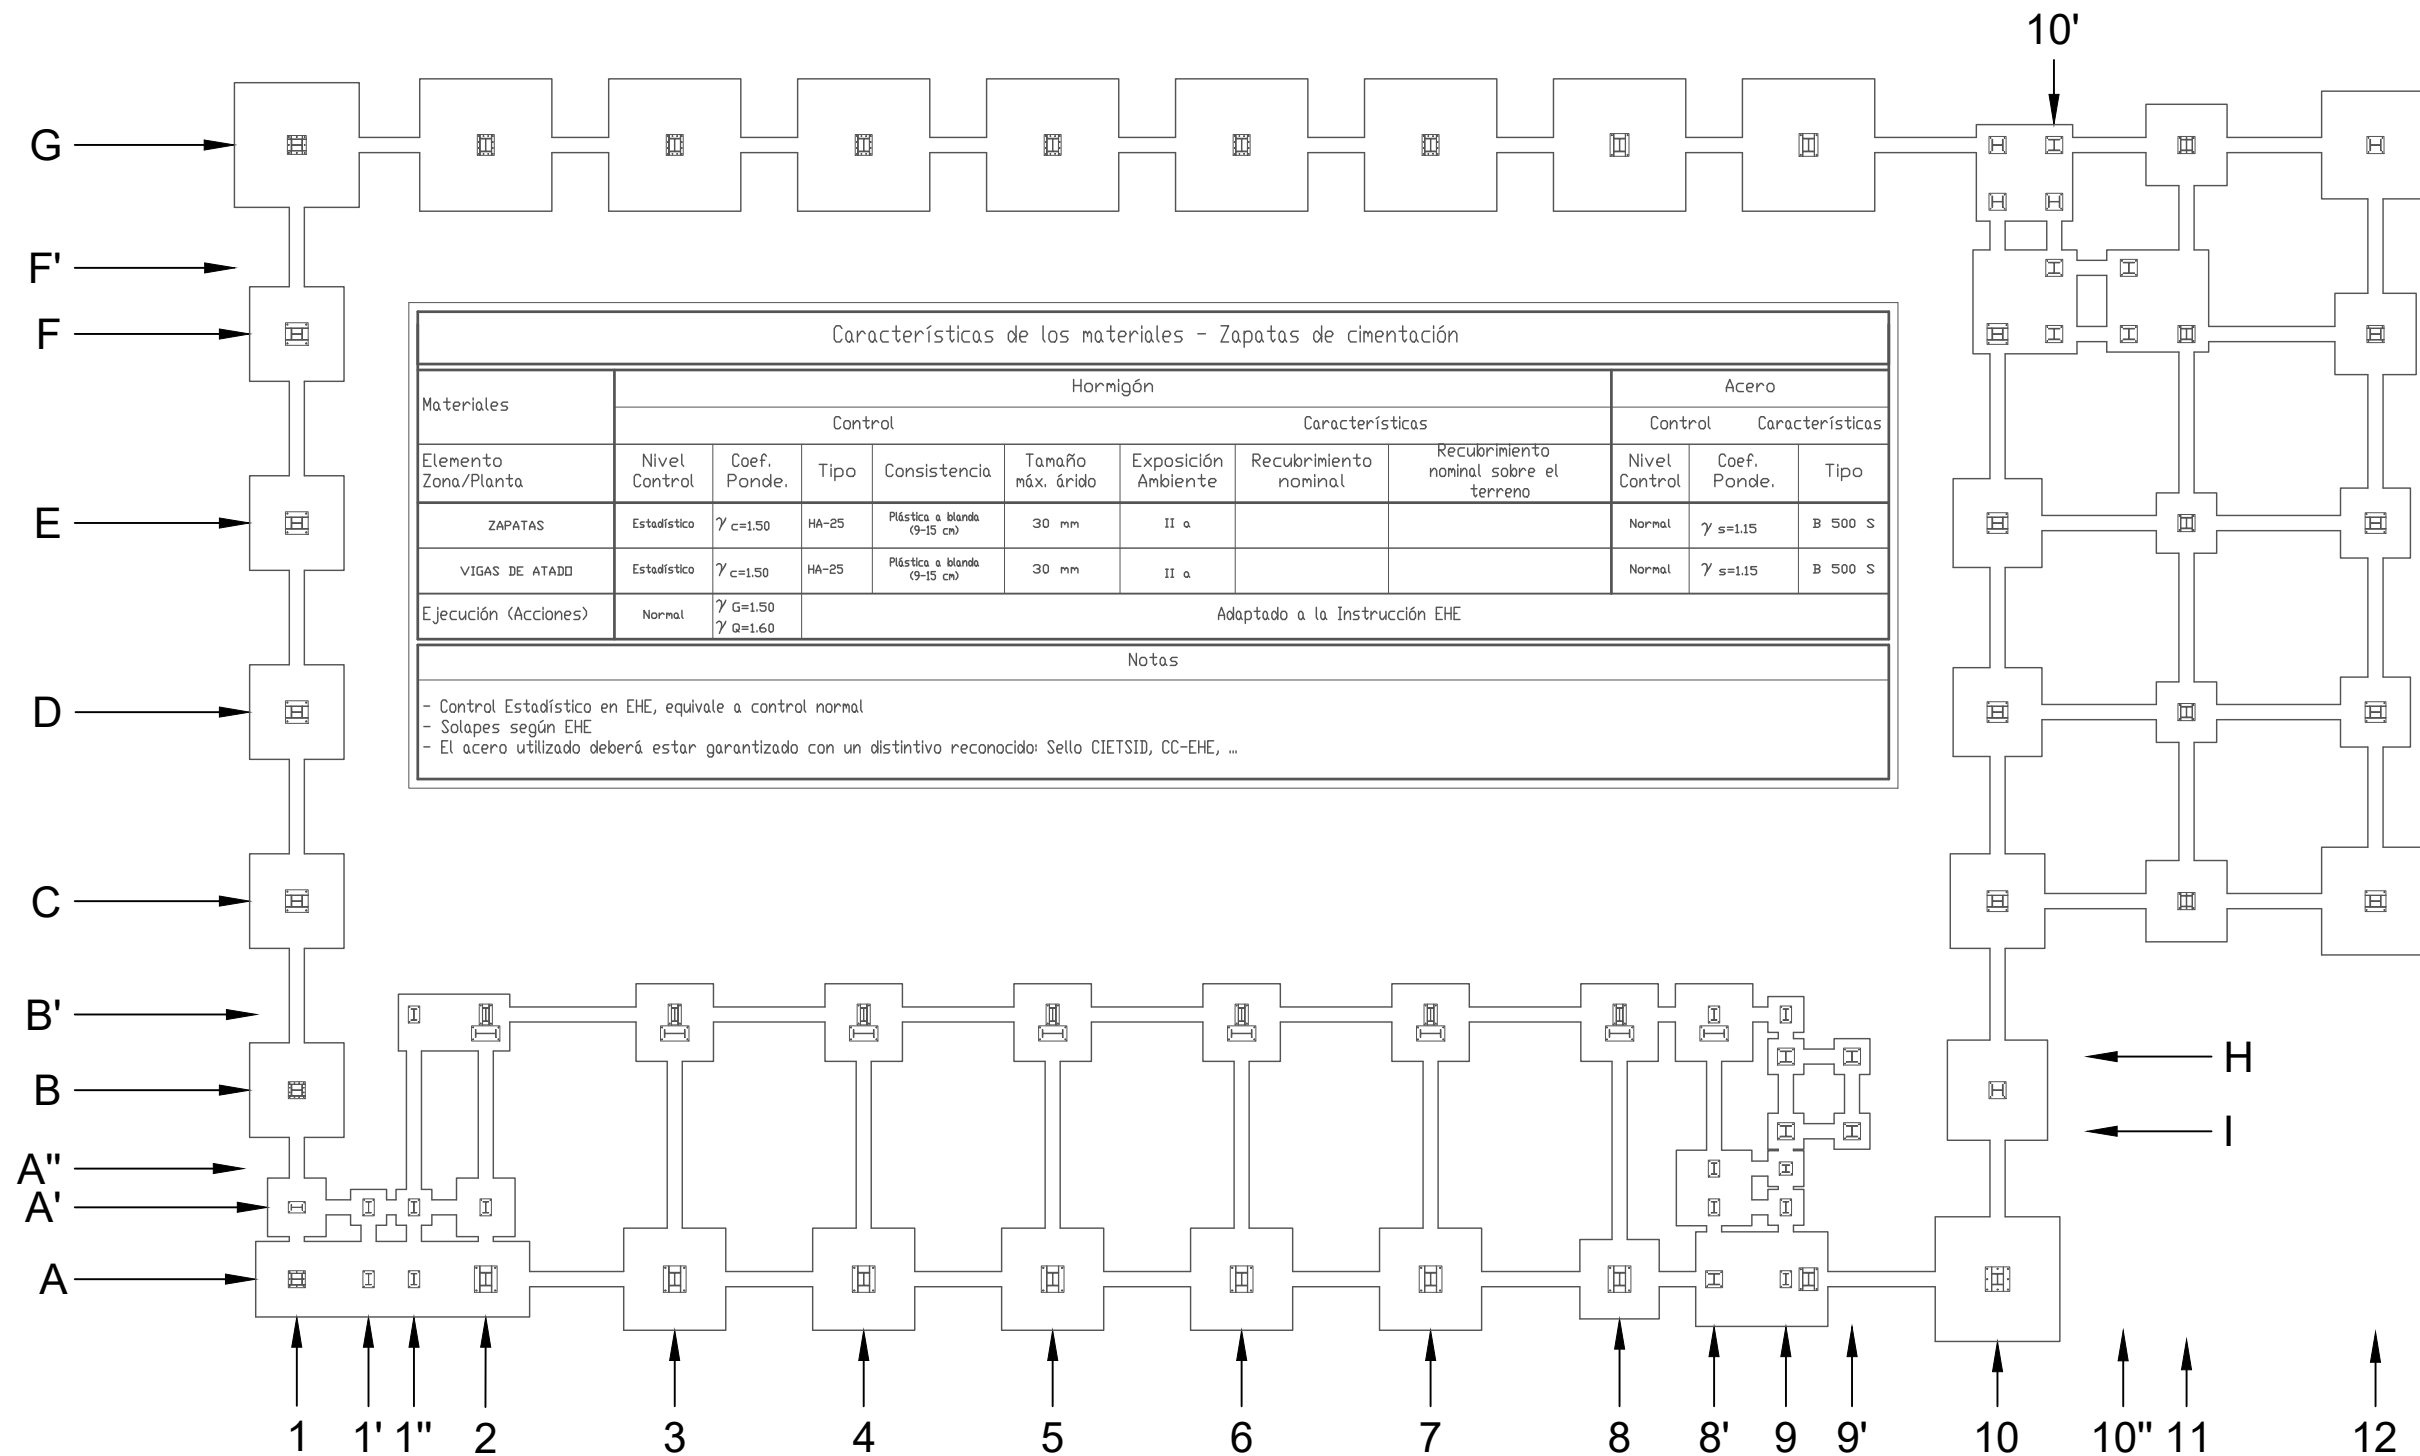 10'
G
F'
F
E
D
C
B'
B
A''
A'
A
H
I
Características de los materiales - Zapatas de cimentación
Materiales
Hormigón
Acero
Control
Características
Control
Características
Elemento
Zona/Planta
Nivel
Control
Coef.
Ponde.
Tipo
Consistencia
Tamaño
máx. árido
Exposición
Ambiente
Recubrimiento
nominal
Recubrimiento
nominal sobre el
terreno
Nivel
Control
Coef.
Ponde.
Tipo
ZAPATAS
Estadístico
γ c=1.50
HA-25
Plástica a blanda
(9-15 cm)
30 mm
II a
Normal
γ s=1.15
B 500 S
VIGAS DE ATADO
Estadístico
γ c=1.50
HA-25
Plástica a blanda
(9-15 cm)
30 mm
II a
Normal
γ s=1.15
B 500 S
Ejecución (Acciones)
Normal
γ G=1.50
γ Q=1.60
Adaptado a la Instrucción EHE
Notas
- Control Estadístico en EHE, equivale a control normal
- Solapes según EHE
- El acero utilizado deberá estar garantizado con un distintivo reconocido: Sello CIETSID, CC-EHE, ...
1
1'
1"
2
3
4
5
6
7
8
8'
9
9'
10
10"
11
12